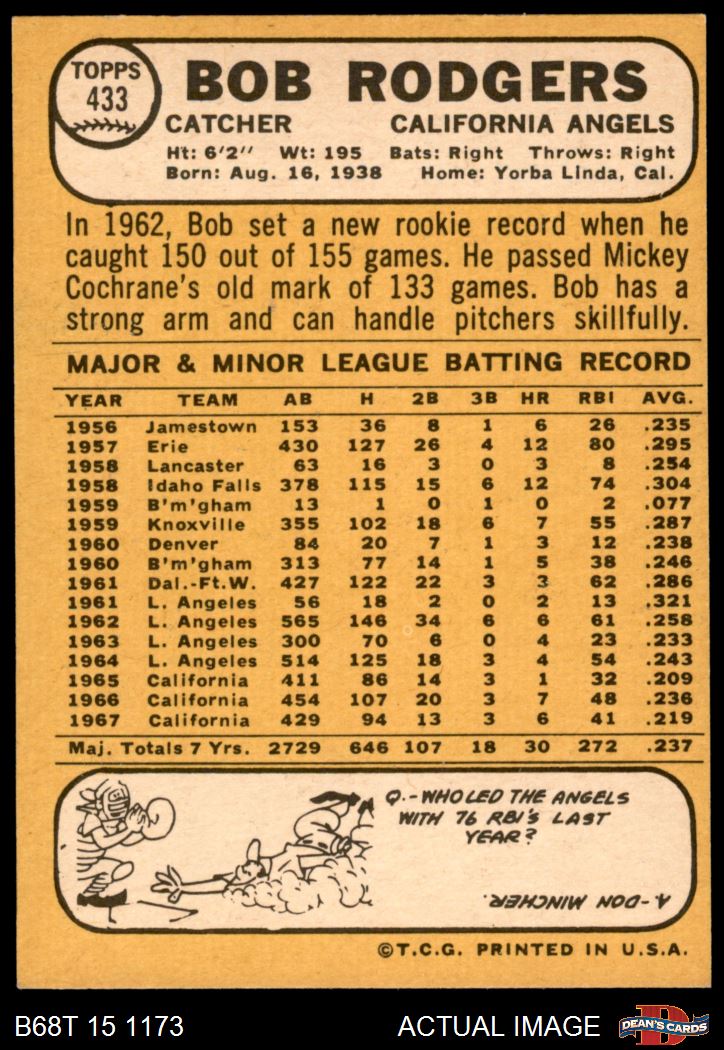 TOPPS
433
BOB RODGERS
CATCHER CALIFORNIA ANGELS
Ht: 6'2" Wt: 195 Bats: Right Throws: Right
Born: Aug. 16, 1938 Home: Yorba Linda, Cal.
In 1962, Bob set a new rookie record when he
caught 150 out of 155 games. He passed Mickey
Cochrane's old mark of 133 games. Bob has a
strong arm and can handle pitchers skillfully.
MAJOR & MINOR LEAGUE BATTING RECORD
YEAR TEAM AB H 2B 3B HR RBI AVG.
1956 Jamestown 153 36 8 1 6 26 .235
1957 Erie 430 127 26 4 12 80 .295
1958 Lancaster 63 16 3 0 3 8 .254
1958 Idaho Falls 378 115 15 6 12 74 .304
1959 B'm'gham 13 1 0 1 0 2 .077
1959 Knoxville 355 102 18 6 7 55 .287
1960 Denver 84 20 7 1 3 12 .238
1960 B'm'gham 313 77 14 1 5 38 .246
1961 Dal.-Ft.W. 427 122 22 3 3 62 .286
1961 L. Angeles 56 18 2 0 2 13 .321
1962 L. Angeles 565 146 34 6 6 61 .258
1963 L. Angeles 300 70 6 0 4 23 .233
1964 L. Angeles 514 125 18 3 4 54 .243
1965 California 411 86 14 3 1 32 .209
1966 California 454 107 20 3 7 48 .236
1967 California 429 94 13 3 6 41 .219
Maj. Totals 7 Yrs. 2729 646 107 18 30 272 .237
Q.-WHO LED THE ANGELS
WITH 76 RBI'S LAST
YEAR?
A-DON MINCHER.
©T.C.G. PRINTED IN U.S.A.
B68T 15 1173 ACTUAL IMAGE DEAN'S CARDS